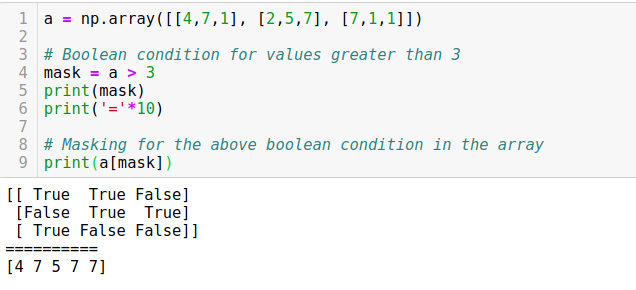 1 a = np.array([[4,7,1], [2,5,7], [7,1,1]])
2
3 # Boolean condition for values greater than 3
4 mask = a > 3
5 print(mask)
6 print('='*10)
7
8 # Masking for the above boolean condition in the array
9 print(a[mask])
[[ True  True False]
 [False  True  True]
 [ True False False]]
==========
[4 7 5 7 7]